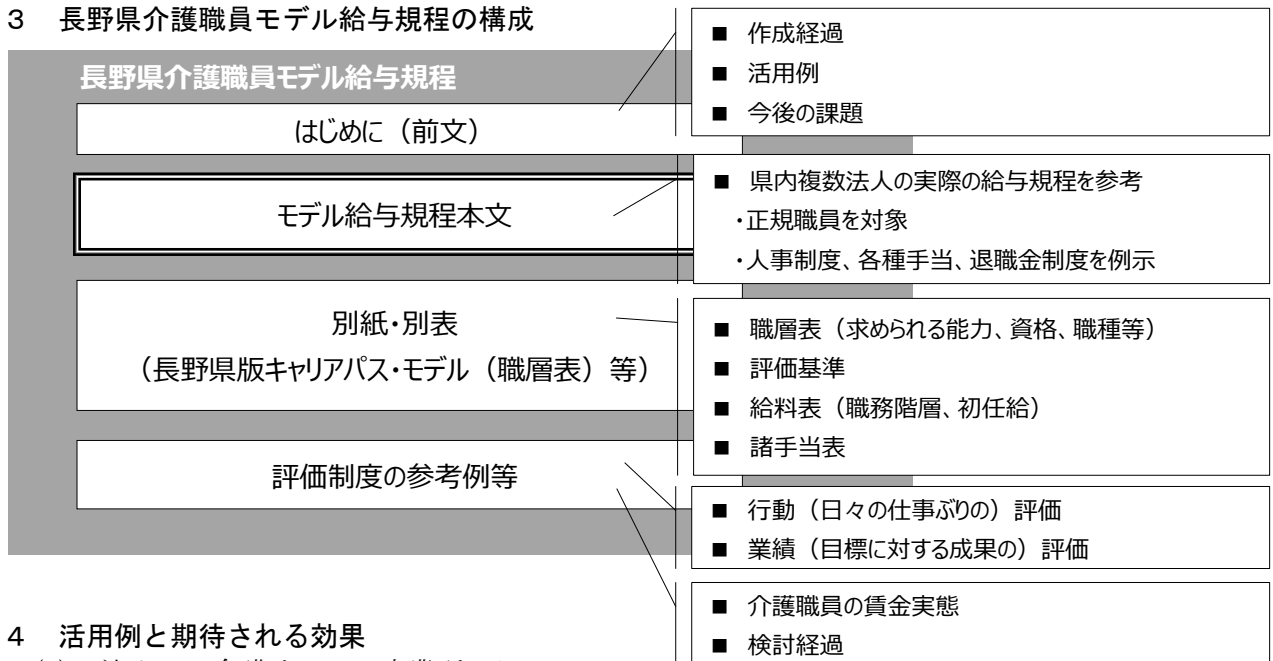 3 長野県介護職員モデル給与規程の構成
長野県介護職員モデル給与規程
はじめに（前文）
■ 作成経過
■ 活用例
■ 今後の課題
モデル給与規程本文
■ 県内複数法人の実際の給与規程を参考
・正規職員を対象
・人事制度、各種手当、退職金制度を例示
別紙・別表
（長野県版キャリアパス・モデル（職層表）等）
■ 職層表（求められる能力、資格、職種等）
■ 評価基準
■ 給料表（職務階層、初任給）
■ 諸手当表
評価制度の参考例等
■ 行動（日々の仕事ぶりの）評価
■ 業績（目標に対する成果の）評価
■ 介護職員の賃金実態
■ 検討経過
4 活用例と期待される効果